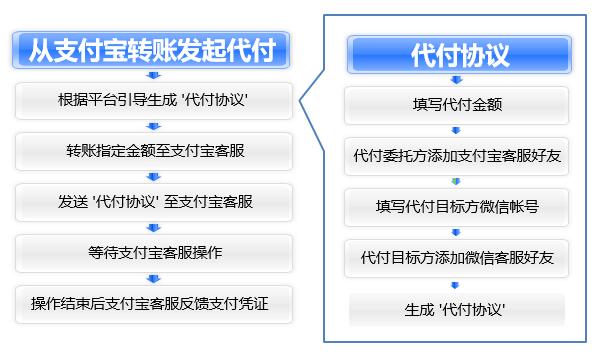 从支付宝转账发起代付
根据平台引导生成 '代付协议'
转账指定金额至支付宝客服
发送 '代付协议' 至支付宝客服
等待支付宝客服操作
操作结束后支付宝客服反馈支付凭证
代付协议
填写代付金额
代付委托方添加支付宝客服好友
填写代付目标方微信帐号
代付目标方添加微信客服好友
生成 '代付协议'